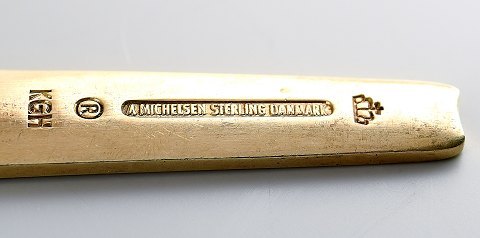 KGH
R
A. MICHELSEN STERLING DANMARK